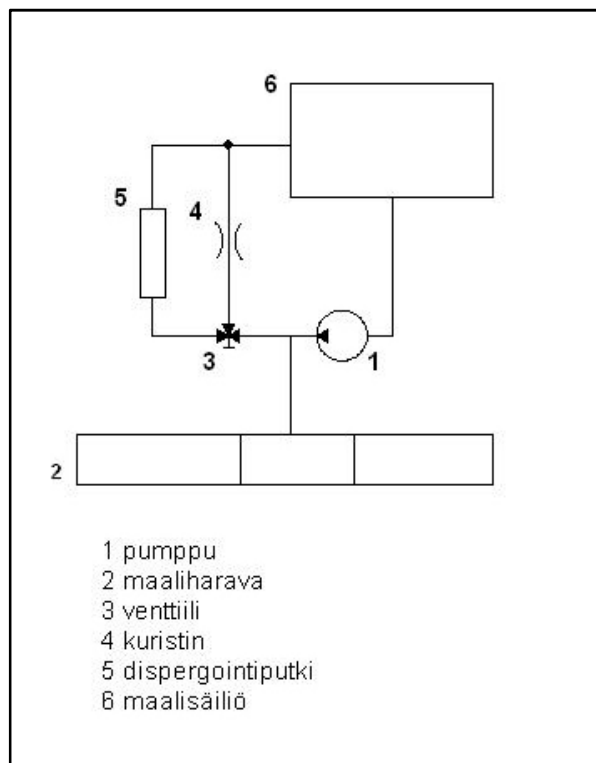 6
5
4
3
1
2
1 pumppu
2 maaliharava
3 venttiili
4 kuristin
5 dispergointiputki
6 maalisäiliö